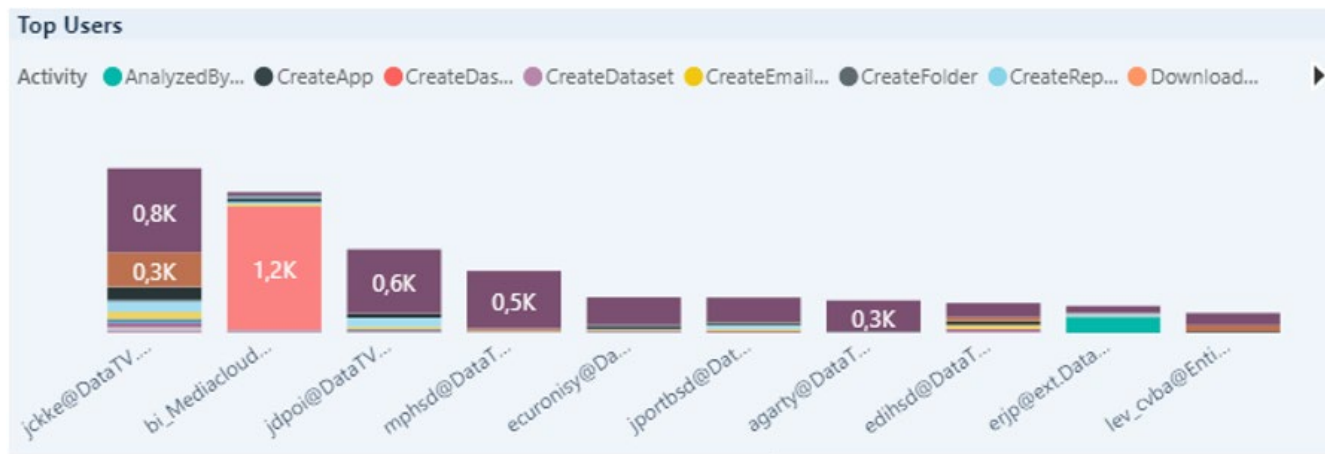 Top Users
Activity AnalyzedBy... CreateApp CreateDas... CreateDataset CreateEmail... CreateFolder CreateRep... Download...
0,8K
0,3K
1,2K
0,6K
0,5K
0,3K
jckke@DataTV....
bi_Mediacloud...
jdpoi@DataTV...
mphsd@DataT...
ecuronisy@Da...
jportbsd@Dat...
agarty@DataT...
edihsd@DataT...
erjp@ext.Data...
lev_cvba@Enti...